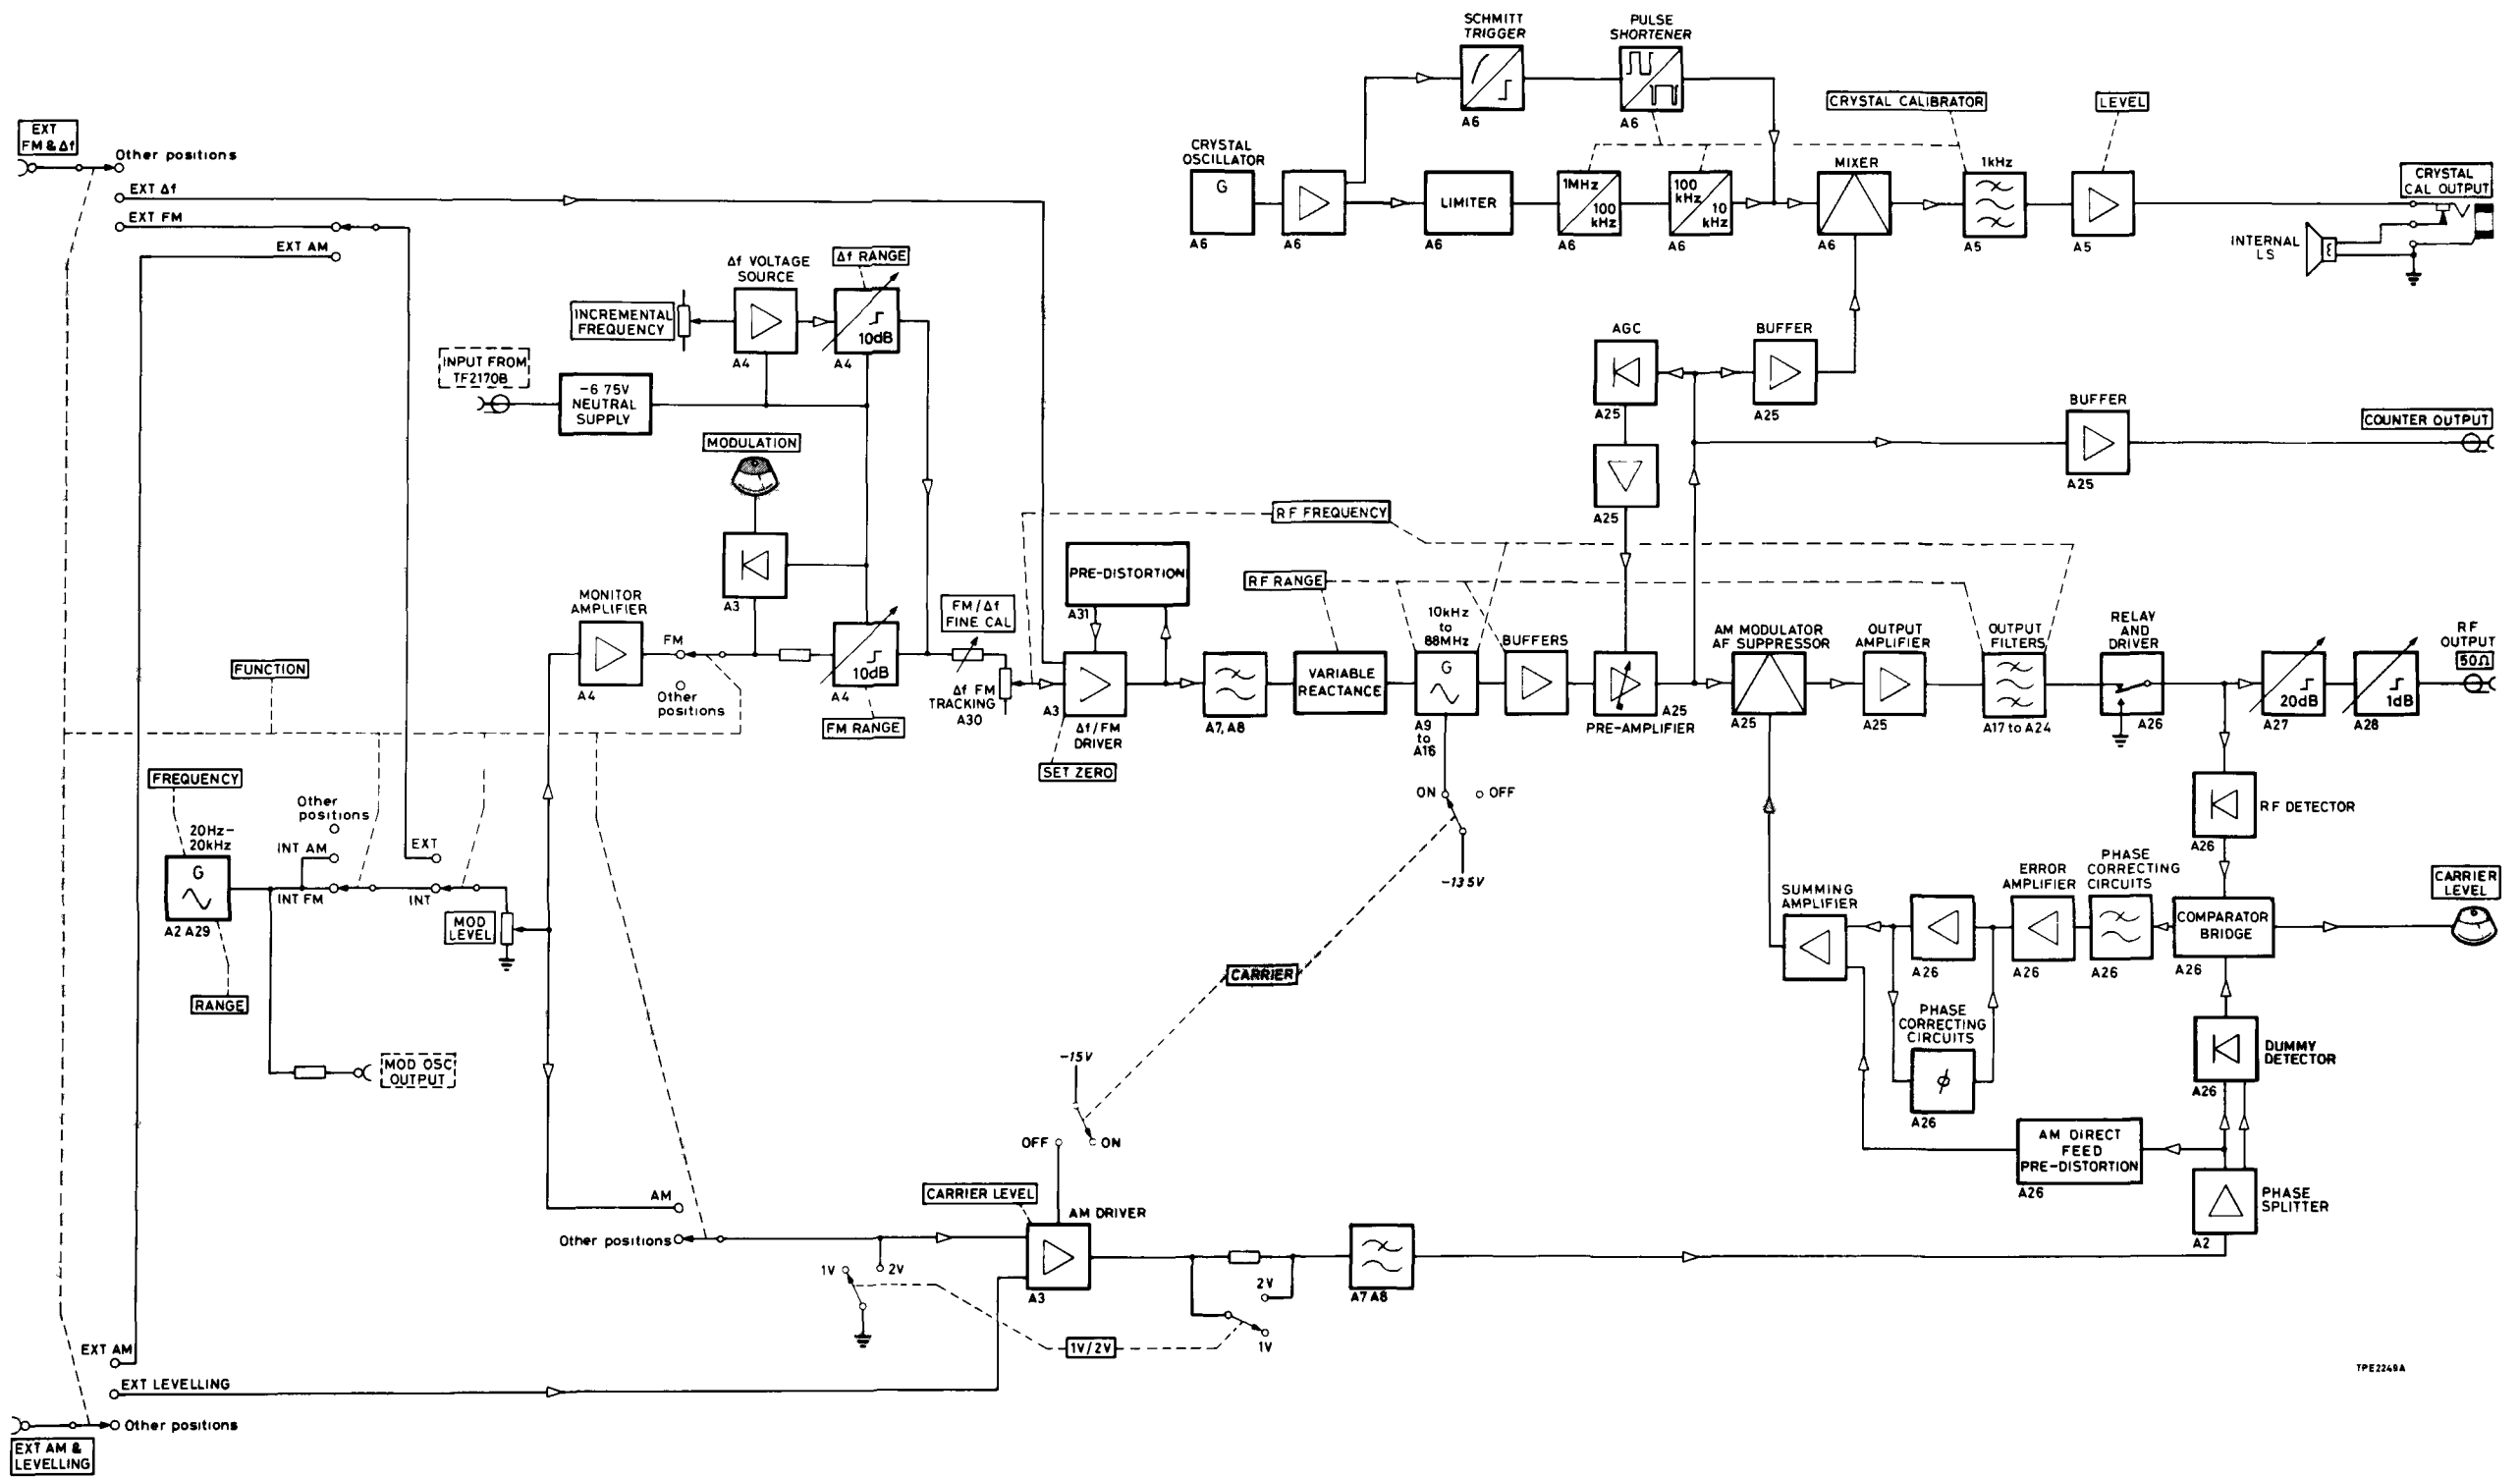 SCHMITT
TRIGGER
A6
PULSE
SHORTENER
A6
CRYSTAL CALIBRATOR
LEVEL
EXT
FM & Δf
Other positions
EXT Δf
EXT FM
EXT AM
CRYSTAL
OSCILLATOR
G
A6
A6
LIMITER
A6
1MHz
100
kHz
A6
100
kHz
10
kHz
A6
MIXER
A6
1kHz
A5
A5
CRYSTAL
CAL OUTPUT
INTERNAL
LS
Δf VOLTAGE
SOURCE
A4
Δf RANGE
10dB
A4
INCREMENTAL
FREQUENCY
INPUT FROM
TF2170B
-6 75V
NEUTRAL
SUPPLY
AGC
A25
BUFFER
A25
BUFFER
A25
COUNTER OUTPUT
A25
MODULATION
A3
RF FREQUENCY
RF RANGE
PRE-DISTORTION
A31
MONITOR
AMPLIFIER
A4
FM
Other
positions
10dB
A4
FM RANGE
FM/Δf
FINE CAL
Δf FM
TRACKING
A30
A3
Δf/FM
DRIVER
SET ZERO
A7, A8
VARIABLE
REACTANCE
10kHz
to
88MHz
G
A9
to
A16
BUFFERS
A25
PRE-AMPLIFIER
AM MODULATOR
AF SUPPRESSOR
A25
OUTPUT
AMPLIFIER
A25
OUTPUT
FILTERS
A17 to A24
RELAY
AND
DRIVER
A26
20dB
A27
1dB
A28
RF
OUTPUT
50Ω
FUNCTION
FREQUENCY
20Hz-
20kHz
G
A2 A29
RANGE
Other
positions
INT AM
INT FM
EXT
INT
MOD
LEVEL
MOD OSC
OUTPUT
ON
OFF
-135V
CARRIER
RF DETECTOR
A26
SUMMING
AMPLIFIER
A26
ERROR
AMPLIFIER
A26
PHASE
CORRECTING
CIRCUITS
A26
COMPARATOR
BRIDGE
A26
CARRIER
LEVEL
PHASE
CORRECTING
CIRCUITS
ϕ
A26
DUMMY
DETECTOR
A26
AM DIRECT
FEED
PRE-DISTORTION
A26
PHASE
SPLITTER
A2
-15V
OFF
ON
CARRIER LEVEL
AM DRIVER
A3
AM
Other positions
1V
2V
1V/2V
2V
1V
A7 A8
EXT AM
EXT LEVELLING
Other positions
EXT AM &
LEVELLING
TPE2249A